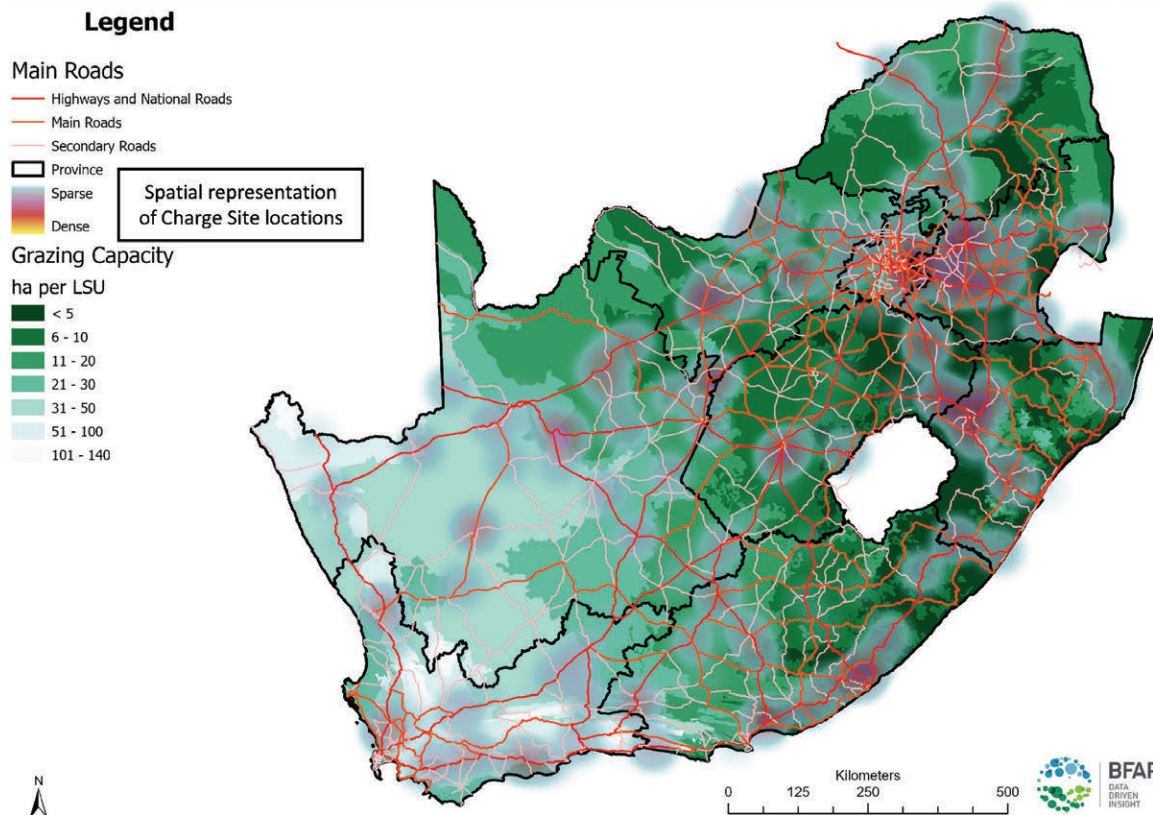 Legend
Main Roads
Highways and National Roads
Main Roads
Secondary Roads
Province
Sparse
Dense
Spatial representation
of Charge Site locations
Grazing Capacity
ha per LSU
< 5
6 - 10
11 - 20
21 - 30
31 - 50
51 - 100
101 - 140
N
Kilometers
0 125 250 500
BFAP
DATA
DRIVEN
INSIGHT